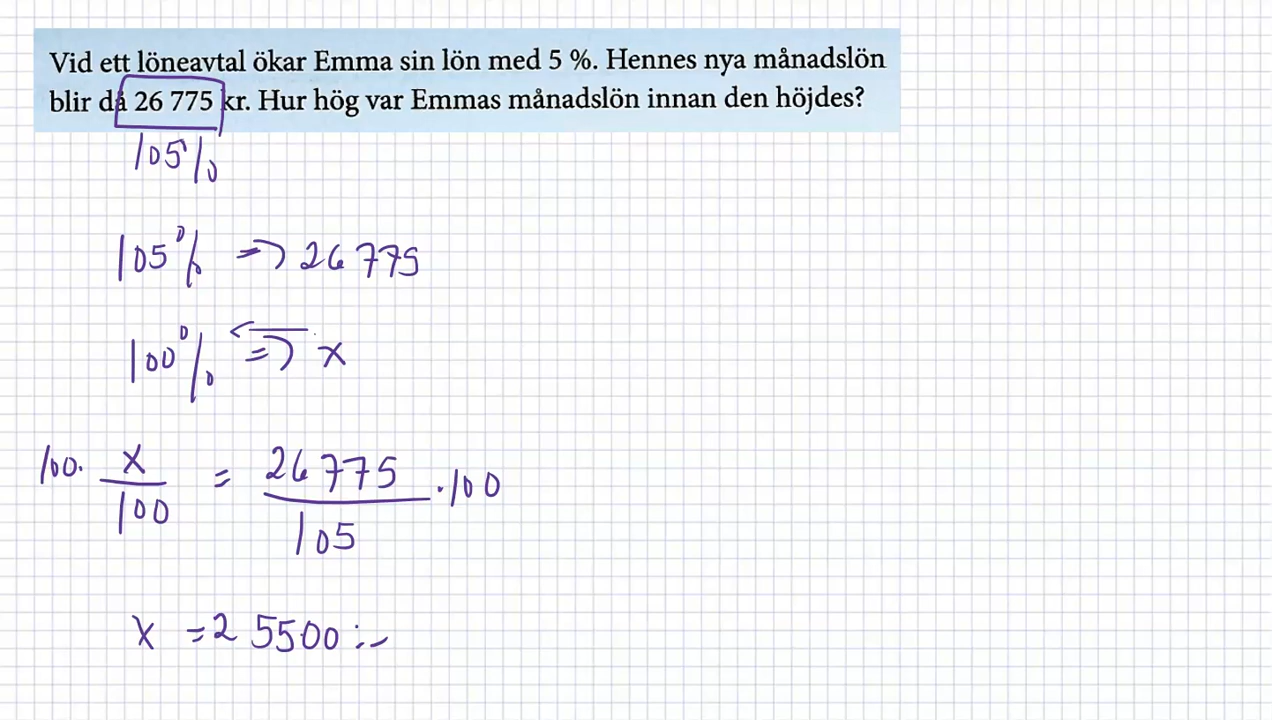 Vid ett löneavtal ökar Emma sin lön med 5 %. Hennes nya månadslön
blir då 26 775 kr. Hur hög var Emmas månadslön innan den höjdes?
105%
105% => 26775
100% => x
100· x/100 = 26775/105 ·100
x = 25500:-